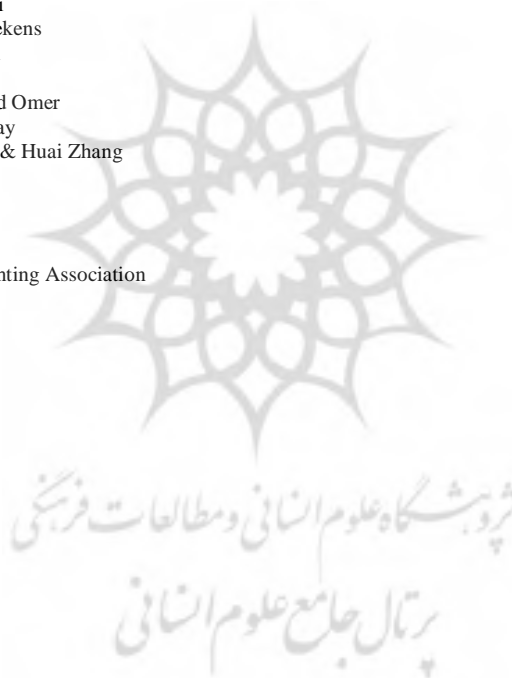 ekens
d Omer
ay
& Huai Zhang
nting Association
پژوهشگاه علوم انسانی و مطالعات فرهنگی
پرتال جامع علوم انسانی